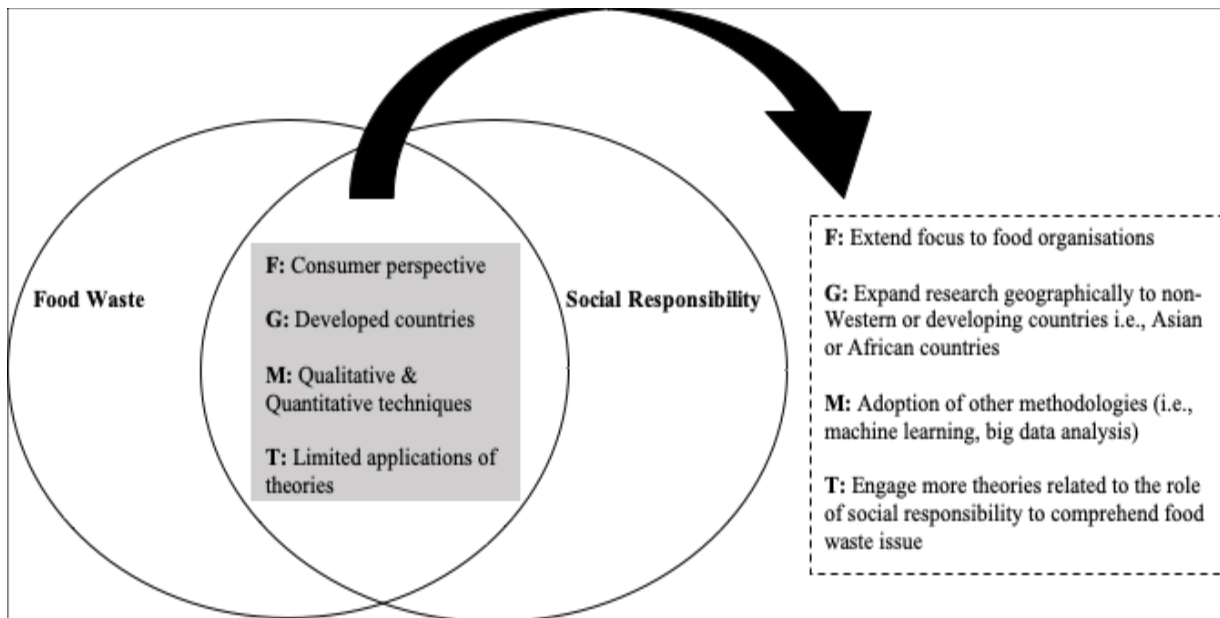 Food Waste
F: Consumer perspective
G: Developed countries
M: Qualitative &
Quantitative techniques
T: Limited applications of
theories
Social Responsibility
F: Extend focus to food organisations
G: Expand research geographically to non-
Western or developing countries i.e., Asian
or African countries
M: Adoption of other methodologies (i.e.,
machine learning, big data analysis)
T: Engage more theories related to the role
of social responsibility to comprehend food
waste issue